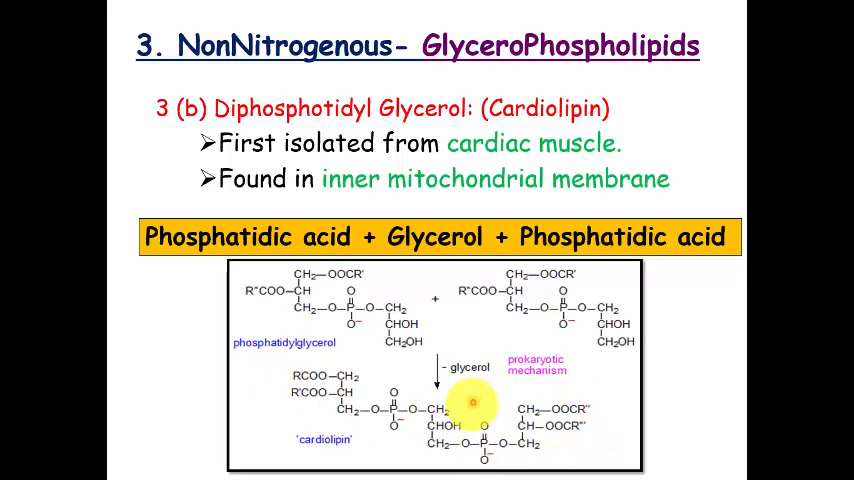 3. NonNitrogenous- GlyceroPhospholipids
3 (b) Diphosphotidyl Glycerol: (Cardiolipin)
➢First isolated from cardiac muscle.
➢Found in inner mitochondrial membrane
Phosphatidic acid + Glycerol + Phosphatidic acid
CH₂—OOCR' CH₂—OOCR'
R"COO—CH O R"COO—CH O
CH₂—O—P—O—CH₂ + CH₂—O—P—O—CH₂
O⁻ CHOH O⁻ CHOH
phosphatidylglycerol CH₂OH CH₂OH
- glycerol prokaryotic
mechanism
RCOO—CH₂
R'COO—CH O
CH₂—O—P—O—CH₂ CH₂—OOCR"
O⁻ CHOH O CH—OOCR"'
'cardiolipin' CH₂—O—P—O—CH₂
O⁻